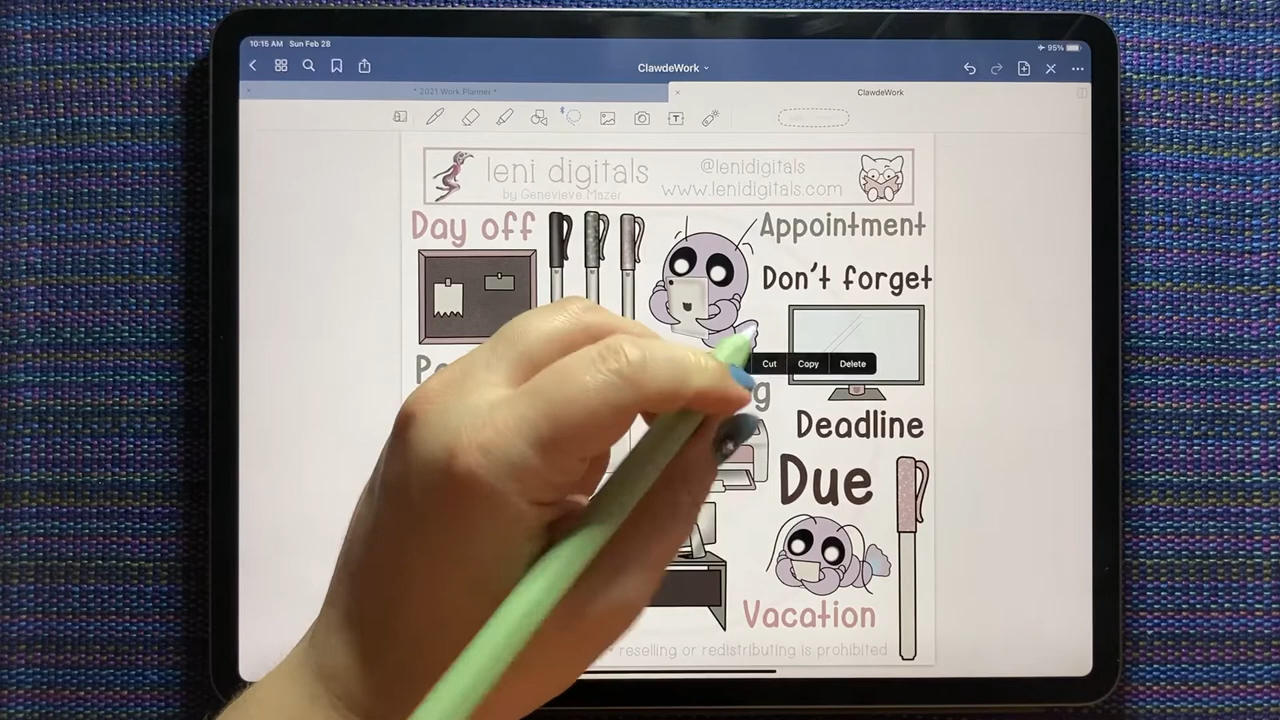 10:15 AM Sun Feb 28
95%
ClawdeWork
* 2021 Work Planner *
ClawdeWork
leni digitals
by Genevieve Mazer
@lenidigitals
www.lenidigitals.com
Day off
Appointment
Don't forget
Cut Copy Delete
Deadline
Due
Vacation
reselling or redistributing is prohibited